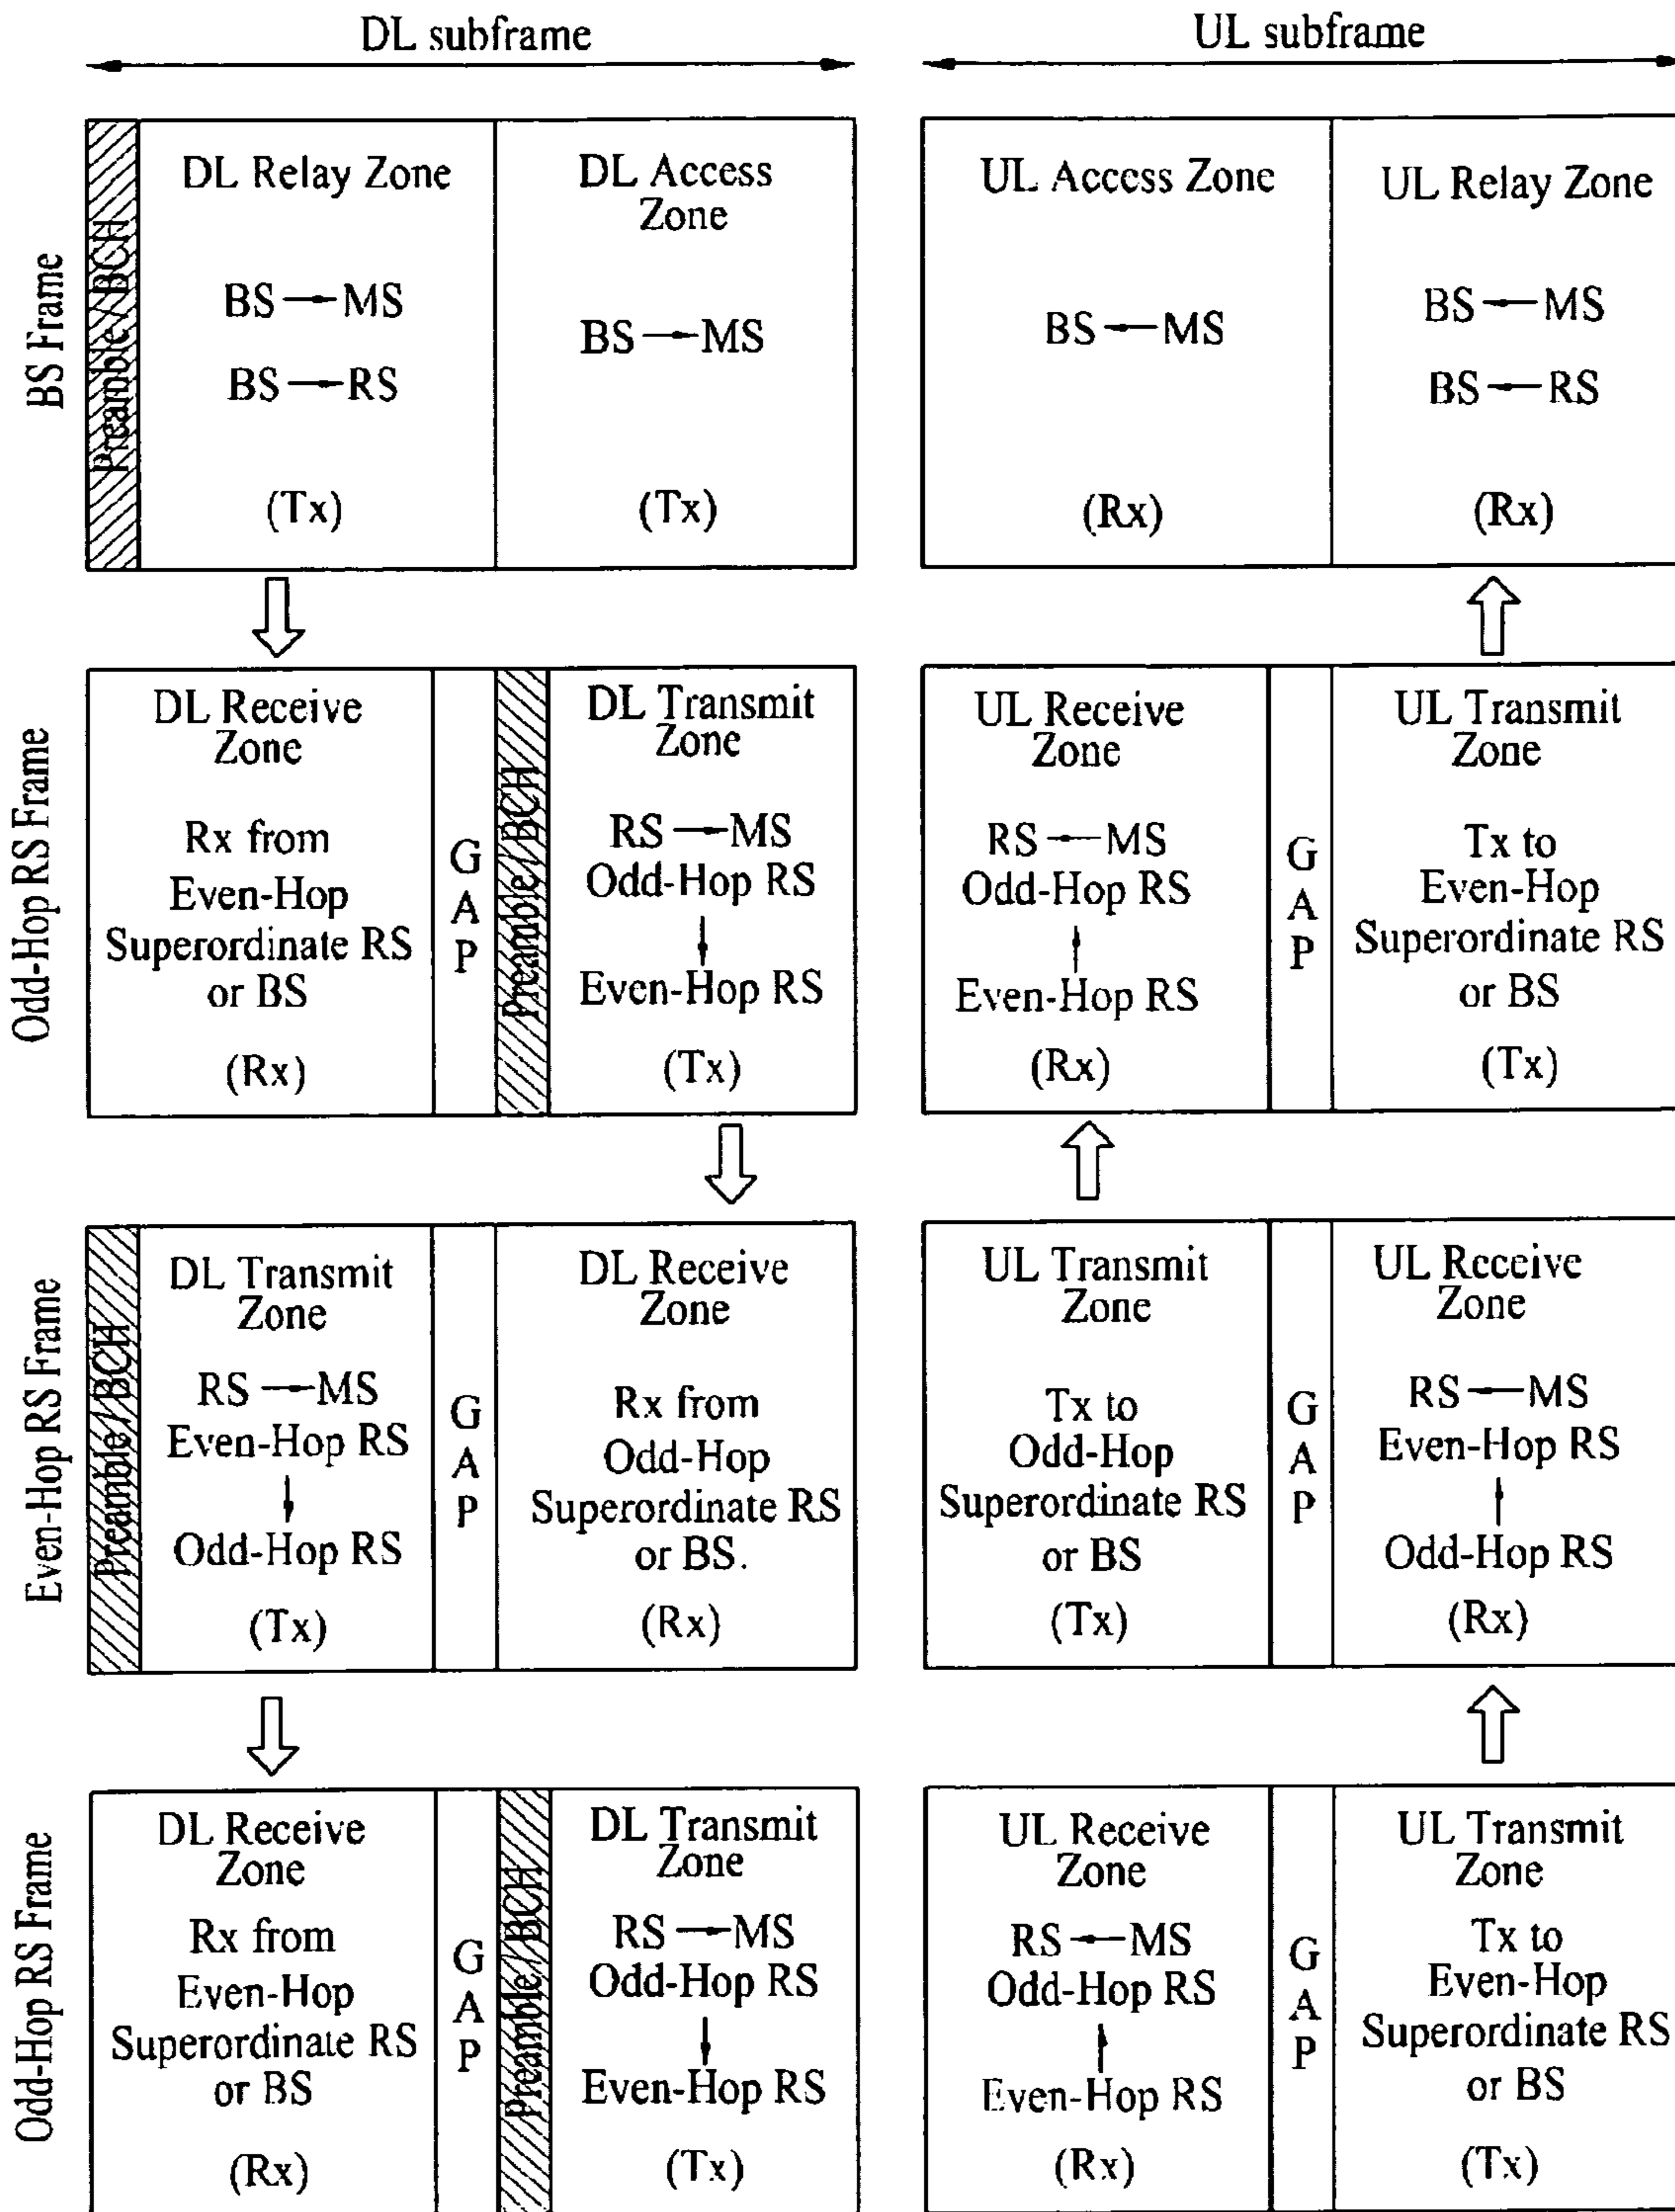 DL subframe
UL subframe
BS Frame
Preamble/BCH
DL Relay Zone
BS → MS
BS → RS
(Tx)
DL Access
Zone
BS → MS
(Tx)
UL Access Zone
BS ← MS
(Rx)
UL Relay Zone
BS ← MS
BS ← RS
(Rx)
Odd-Hop RS Frame
DL Receive
Zone
Rx from
Even-Hop
Superordinate RS
or BS
(Rx)
GAP
Preamble/BCH
DL Transmit
Zone
RS → MS
Odd-Hop RS
↓
Even-Hop RS
(Tx)
UL Receive
Zone
RS ← MS
Odd-Hop RS
↑
Even-Hop RS
(Rx)
GAP
UL Transmit
Zone
Tx to
Even-Hop
Superordinate RS
or BS
(Tx)
Even-Hop RS Frame
Preamble/BCH
DL Transmit
Zone
RS → MS
Even-Hop RS
↓
Odd-Hop RS
(Tx)
GAP
DL Receive
Zone
Rx from
Odd-Hop
Superordinate RS
or BS.
(Rx)
UL Transmit
Zone
Tx to
Odd-Hop
Superordinate RS
or BS
(Tx)
GAP
UL Receive
Zone
RS ← MS
Even-Hop RS
↑
Odd-Hop RS
(Rx)
Odd-Hop RS Frame
DL Receive
Zone
Rx from
Even-Hop
Superordinate RS
or BS
(Rx)
GAP
Preamble/BCH
DL Transmit
Zone
RS → MS
Odd-Hop RS
↓
Even-Hop RS
(Tx)
UL Receive
Zone
RS ← MS
Odd-Hop RS
↑
Even-Hop RS
(Rx)
GAP
UL Transmit
Zone
Tx to
Even-Hop
Superordinate RS
or BS
(Tx)